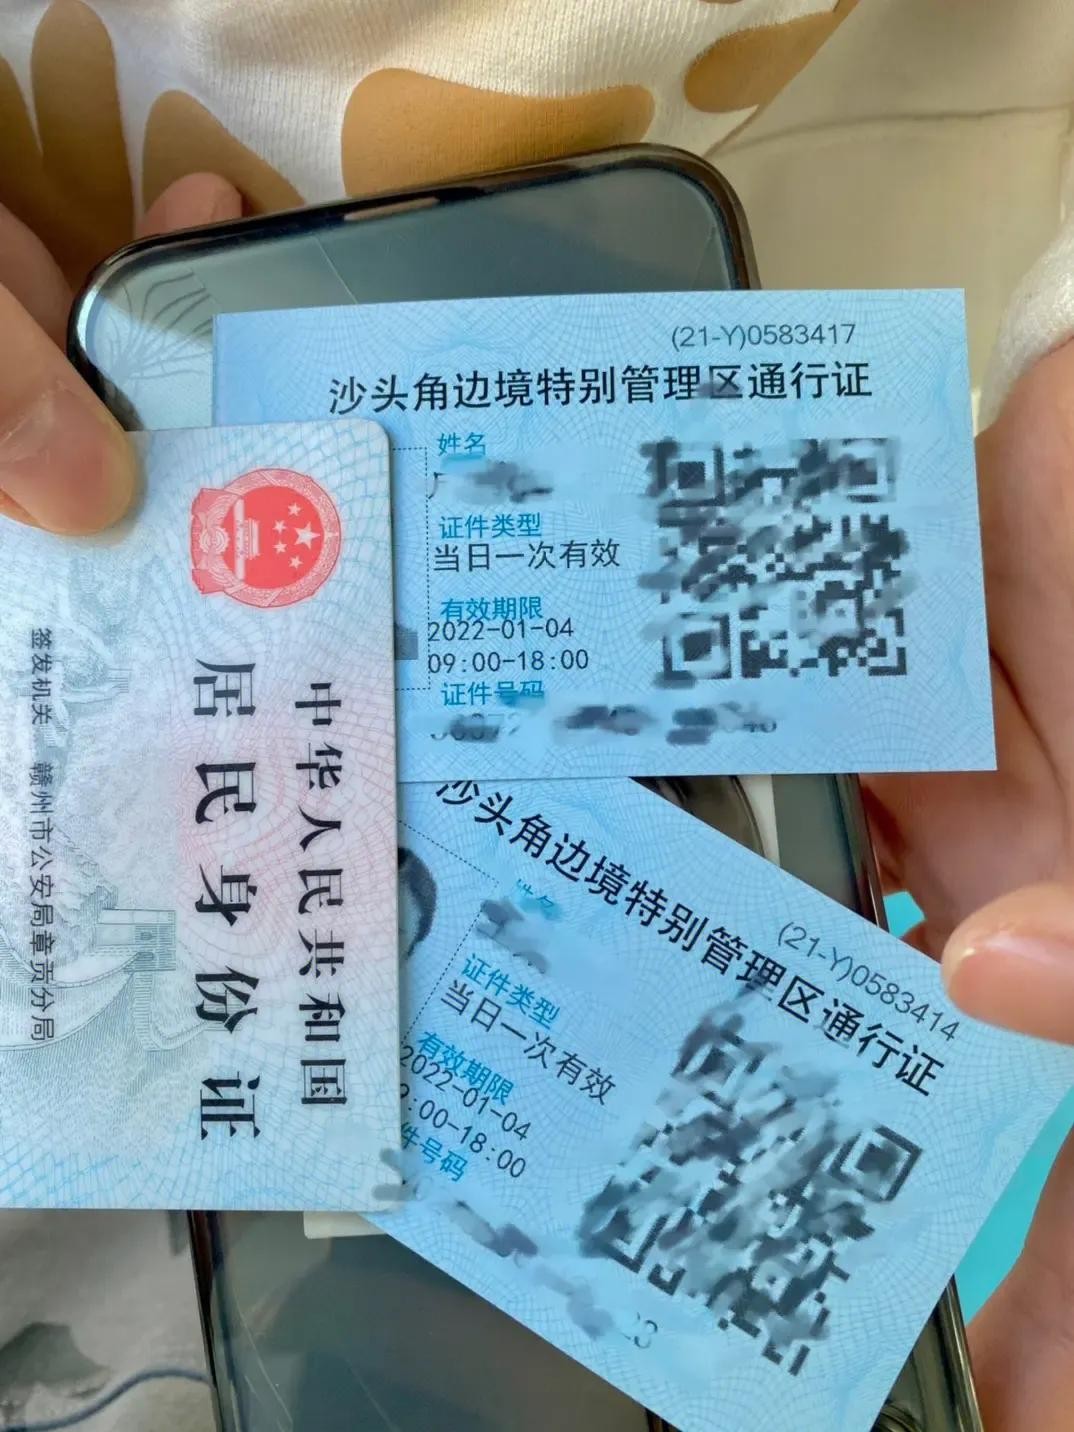 (21-Y)0583417
沙头角边境特别管理区通行证
姓名
证件类型
当日一次有效
有效期限
2022-01-04
09:00-18:00
证件号码
中华人民共和国
居民身份证
签发机关 赣州市公安局章贡分局
(21-Y)0583414
沙头角边境特别管理区通行证
姓名
证件类型
当日一次有效
有效期限
2022-01-04
:00-18:00
件号码
23